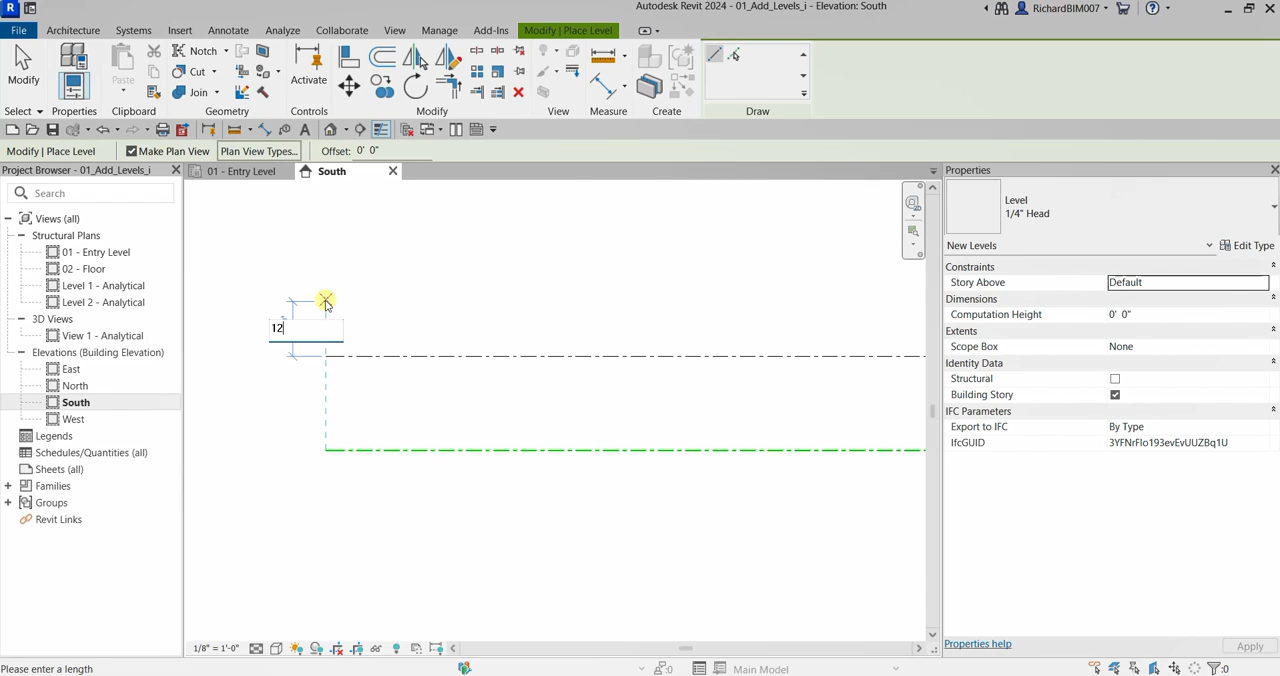 R Autodesk Revit 2024 - 01_Add_Levels_i - Elevation: South RichardBIM007
File Architecture Systems Insert Annotate Analyze Collaborate View Manage Add-Ins Modify | Place Level
Modify Paste Notch Cut Join Activate
Select Properties Clipboard Geometry Controls Modify View Measure Create Draw
Modify | Place Level Make Plan View Plan View Types... Offset: 0' 0"
Project Browser - 01_Add_Levels_i 01 - Entry Level South Properties
Search
Level
1/4" Head
Views (all)
Structural Plans
01 - Entry Level
02 - Floor
Level 1 - Analytical
Level 2 - Analytical
3D Views
View 1 - Analytical
Elevations (Building Elevation)
East
North
South
West
Legends
Schedules/Quantities (all)
Sheets (all)
Families
Groups
Revit Links
12
New Levels Edit Type
Constraints
Story Above Default
Dimensions
Computation Height 0' 0"
Extents
Scope Box None
Identity Data
Structural
Building Story
IFC Parameters
Export to IFC By Type
IfcGUID 3YFNrFIo193evEvUUZBq1U
Properties help Apply
1/8" = 1'-0"
Please enter a length :0 Main Model :0